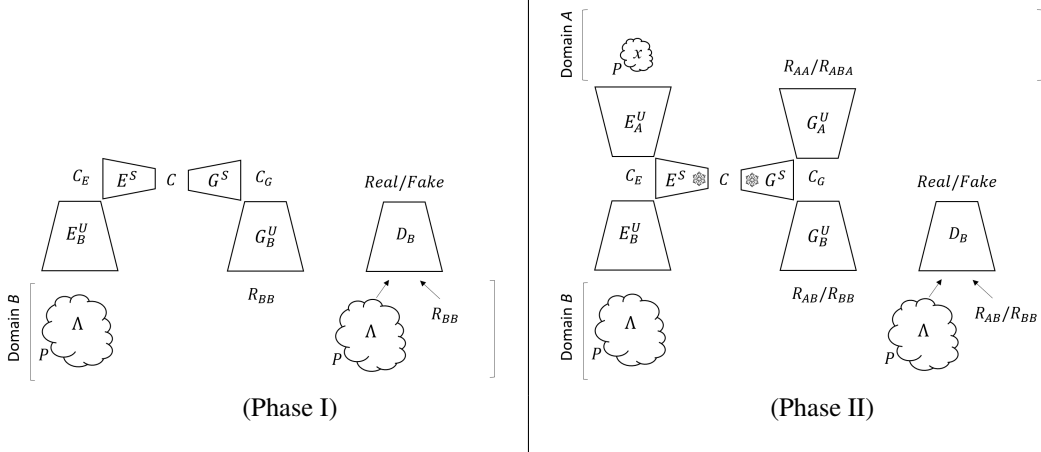 C_E E^S C G^S C_G Real/Fake
E_B^U G_B^U D_B
R_BB
Domain B
Λ Λ R_BB
P P
(Phase I)
Domain A
x
P R_AA/R_ABA
E_A^U G_A^U
C_E E^S C G^S C_G Real/Fake
E_B^U G_B^U D_B
R_AB/R_BB
Domain B
Λ Λ R_AB/R_BB
P P
(Phase II)